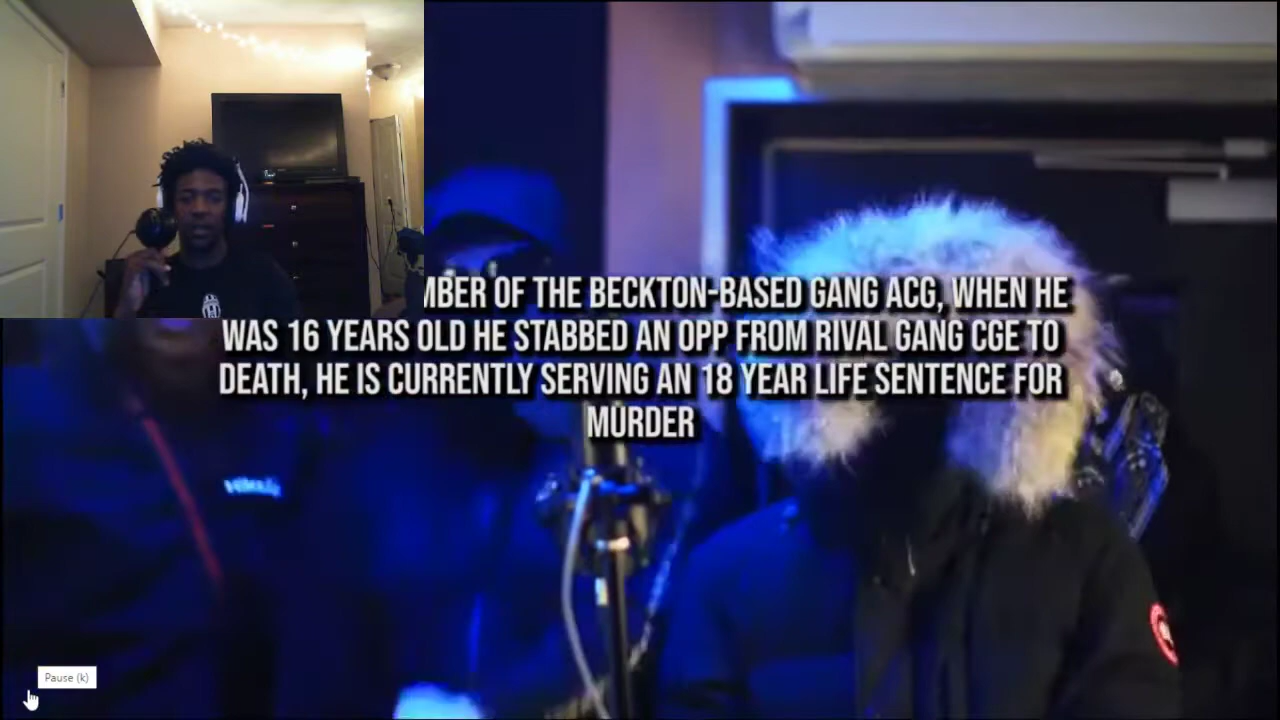 MBER OF THE BECKTON-BASED GANG ACG, WHEN HE
WAS 16 YEARS OLD HE STABBED AN OPP FROM RIVAL GANG CGE TO
DEATH, HE IS CURRENTLY SERVING AN 18 YEAR LIFE SENTENCE FOR
MURDER
Pause (k)